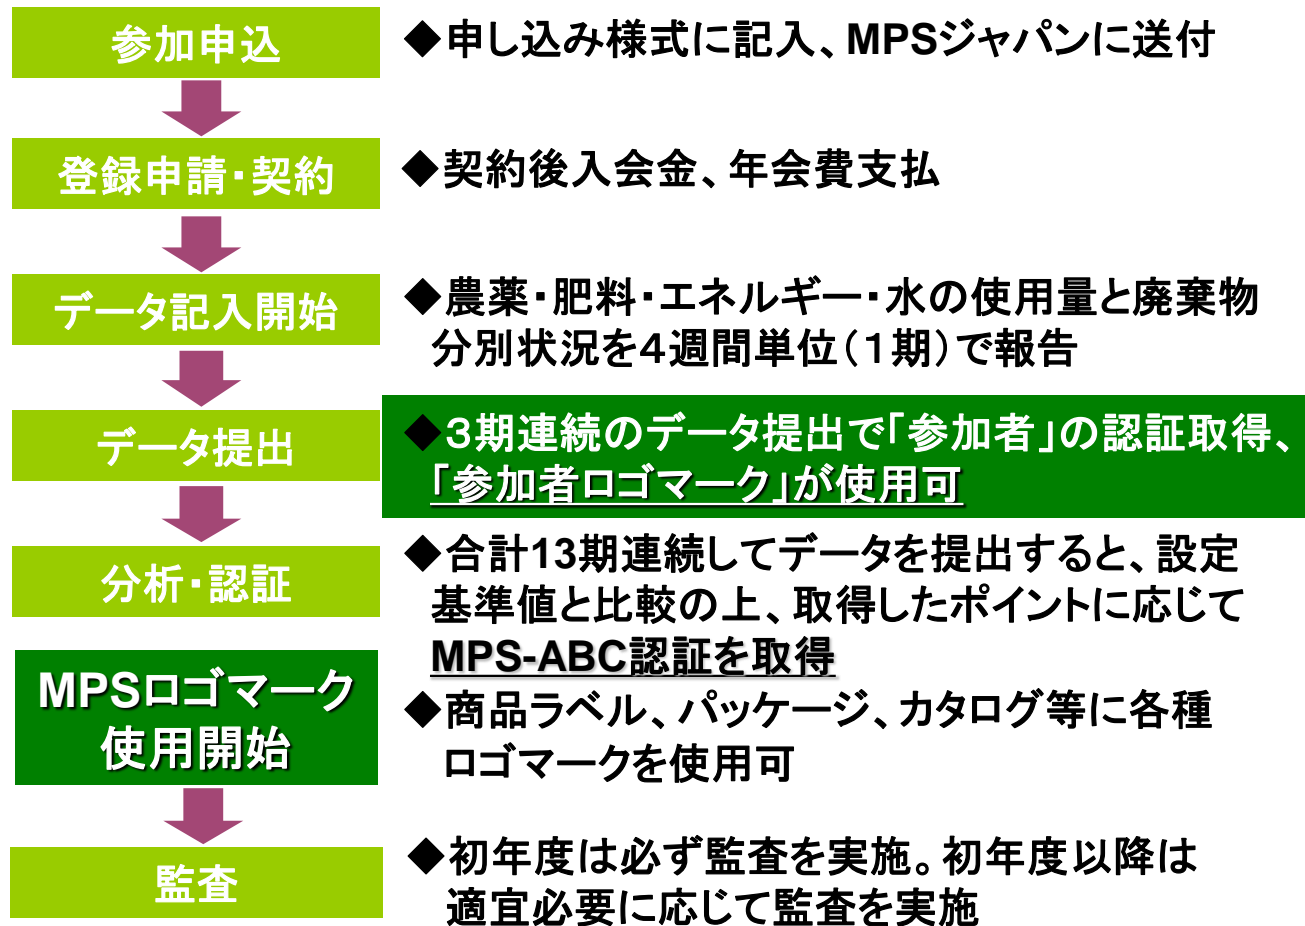 参加申込
◆申し込み様式に記入、MPSジャパンに送付
登録申請・契約
◆契約後入会金、年会費支払
データ記入開始
◆農薬・肥料・エネルギー・水の使用量と廃棄物
分別状況を4週間単位（１期）で報告
データ提出
◆３期連続のデータ提出で「参加者」の認証取得、
「参加者ロゴマーク」が使用可
分析・認証
◆合計13期連続してデータを提出すると、設定
基準値と比較の上、取得したポイントに応じて
MPS-ABC認証を取得
MPSロゴマーク
使用開始
◆商品ラベル、パッケージ、カタログ等に各種
ロゴマークを使用可
監査
◆初年度は必ず監査を実施。初年度以降は
適宜必要に応じて監査を実施